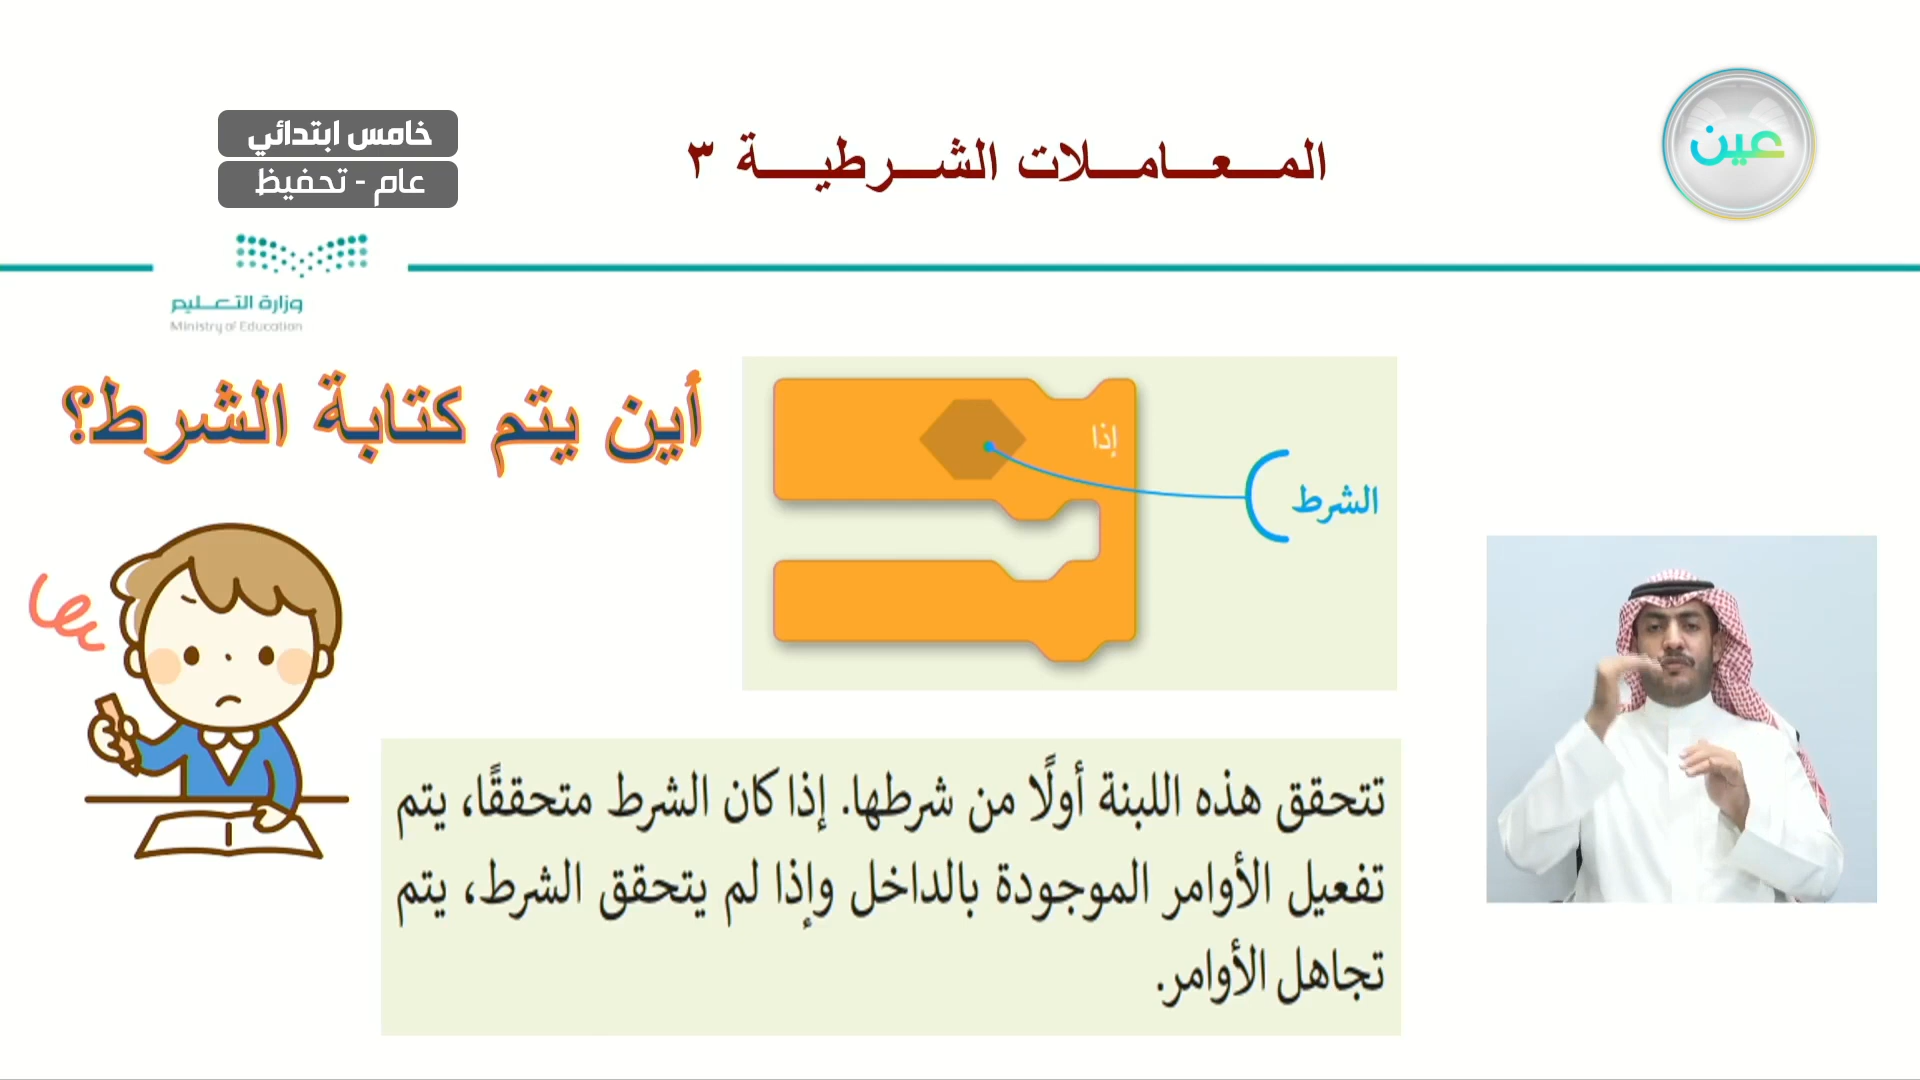 عين
المعاملات الشرطية ٣
خامس ابتدائي
عام - تحفيظ
وزارة التعليم
Ministry of Education
أين يتم كتابة الشرط؟
إذا
الشرط
تتحقق هذه اللبنة أولًا من شرطها. إذا كان الشرط متحققًا، يتم
تفعيل الأوامر الموجودة بالداخل وإذا لم يتحقق الشرط، يتم
تجاهل الأوامر.